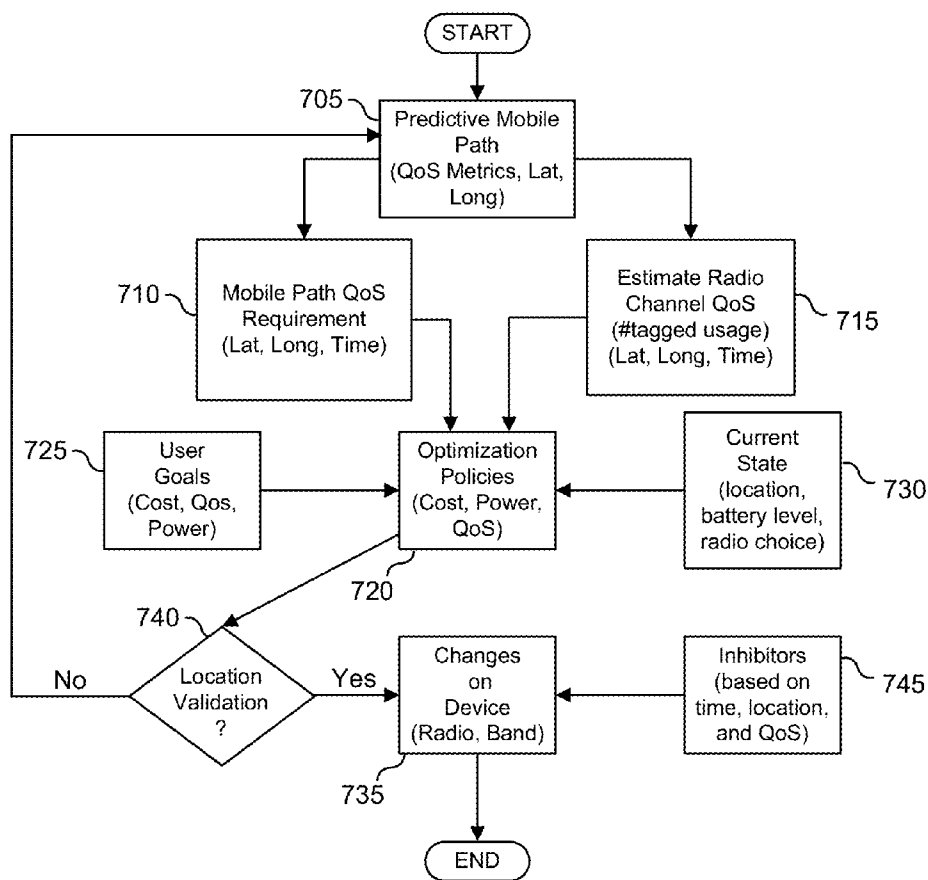 START
705
Predictive Mobile
Path
(QoS Metrics, Lat,
Long)
710
Mobile Path QoS
Requirement
(Lat, Long, Time)
Estimate Radio
Channel QoS
(#tagged usage)
(Lat, Long, Time)
715
725
User
Goals
(Cost, Qos,
Power)
Optimization
Policies
(Cost, Power,
QoS)
720
Current
State
(location,
battery level,
radio choice)
730
740
Location
Validation
?
No
Yes
Changes
on
Device
(Radio, Band)
735
Inhibitors
(based on
time, location,
and QoS)
745
END